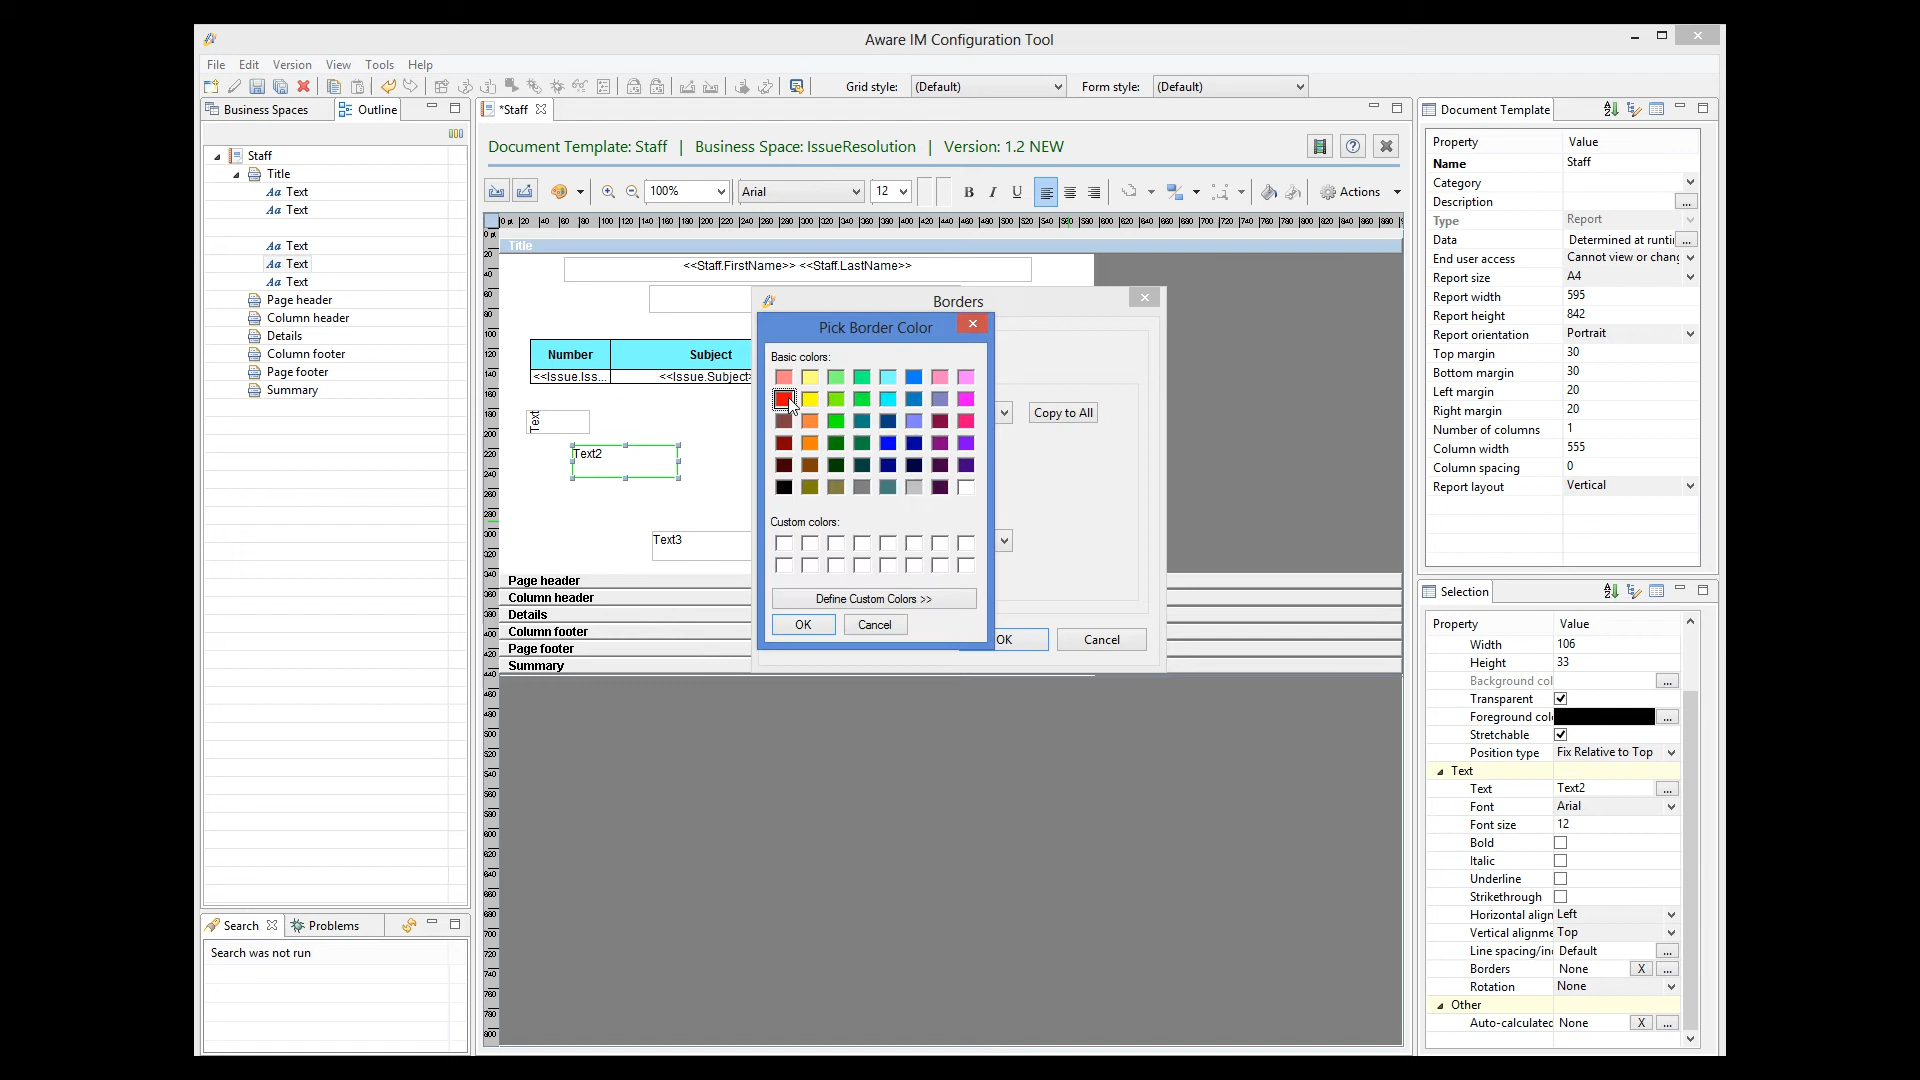 Aware IM Configuration Tool
File Edit Version View Tools Help
Grid style: (Default) Form style: (Default)
Business Spaces Outline
*Staff
Document Template
Document Template: Staff | Business Space: IssueResolution | Version: 1.2 NEW
100% Arial 12 B I U Actions
Staff
Title
Aa Text
Aa Text
Aa Text
Aa Text
Aa Text
Page header
Column header
Details
Column footer
Page footer
Summary
Title
<<Staff.FirstName>> <<Staff.LastName>>
Number Subject
<<Issue.Iss... <<Issue.Subject>
Text
Text2
Text3
Page header
Column header
Details
Column footer
Page footer
Summary
Borders
Copy to All
OK Cancel
Pick Border Color
Basic colors:
Custom colors:
Define Custom Colors >>
OK Cancel
Property Value
Name Staff
Category
Description ...
Type Report
Data Determined at runti ...
End user access Cannot view or chang
Report size A4
Report width 595
Report height 842
Report orientation Portrait
Top margin 30
Bottom margin 30
Left margin 20
Right margin 20
Number of columns 1
Column width 555
Column spacing 0
Report layout Vertical
Selection
Property Value
Width 106
Height 33
Background col ...
Transparent
Foreground colo ...
Stretchable
Position type Fix Relative to Top
Text
Text Text2 ...
Font Arial
Font size 12
Bold
Italic
Underline
Strikethrough
Horizontal align Left
Vertical alignme Top
Line spacing/in Default ...
Borders None X ...
Rotation None
Other
Auto-calculated None X ...
Search Problems
Search was not run